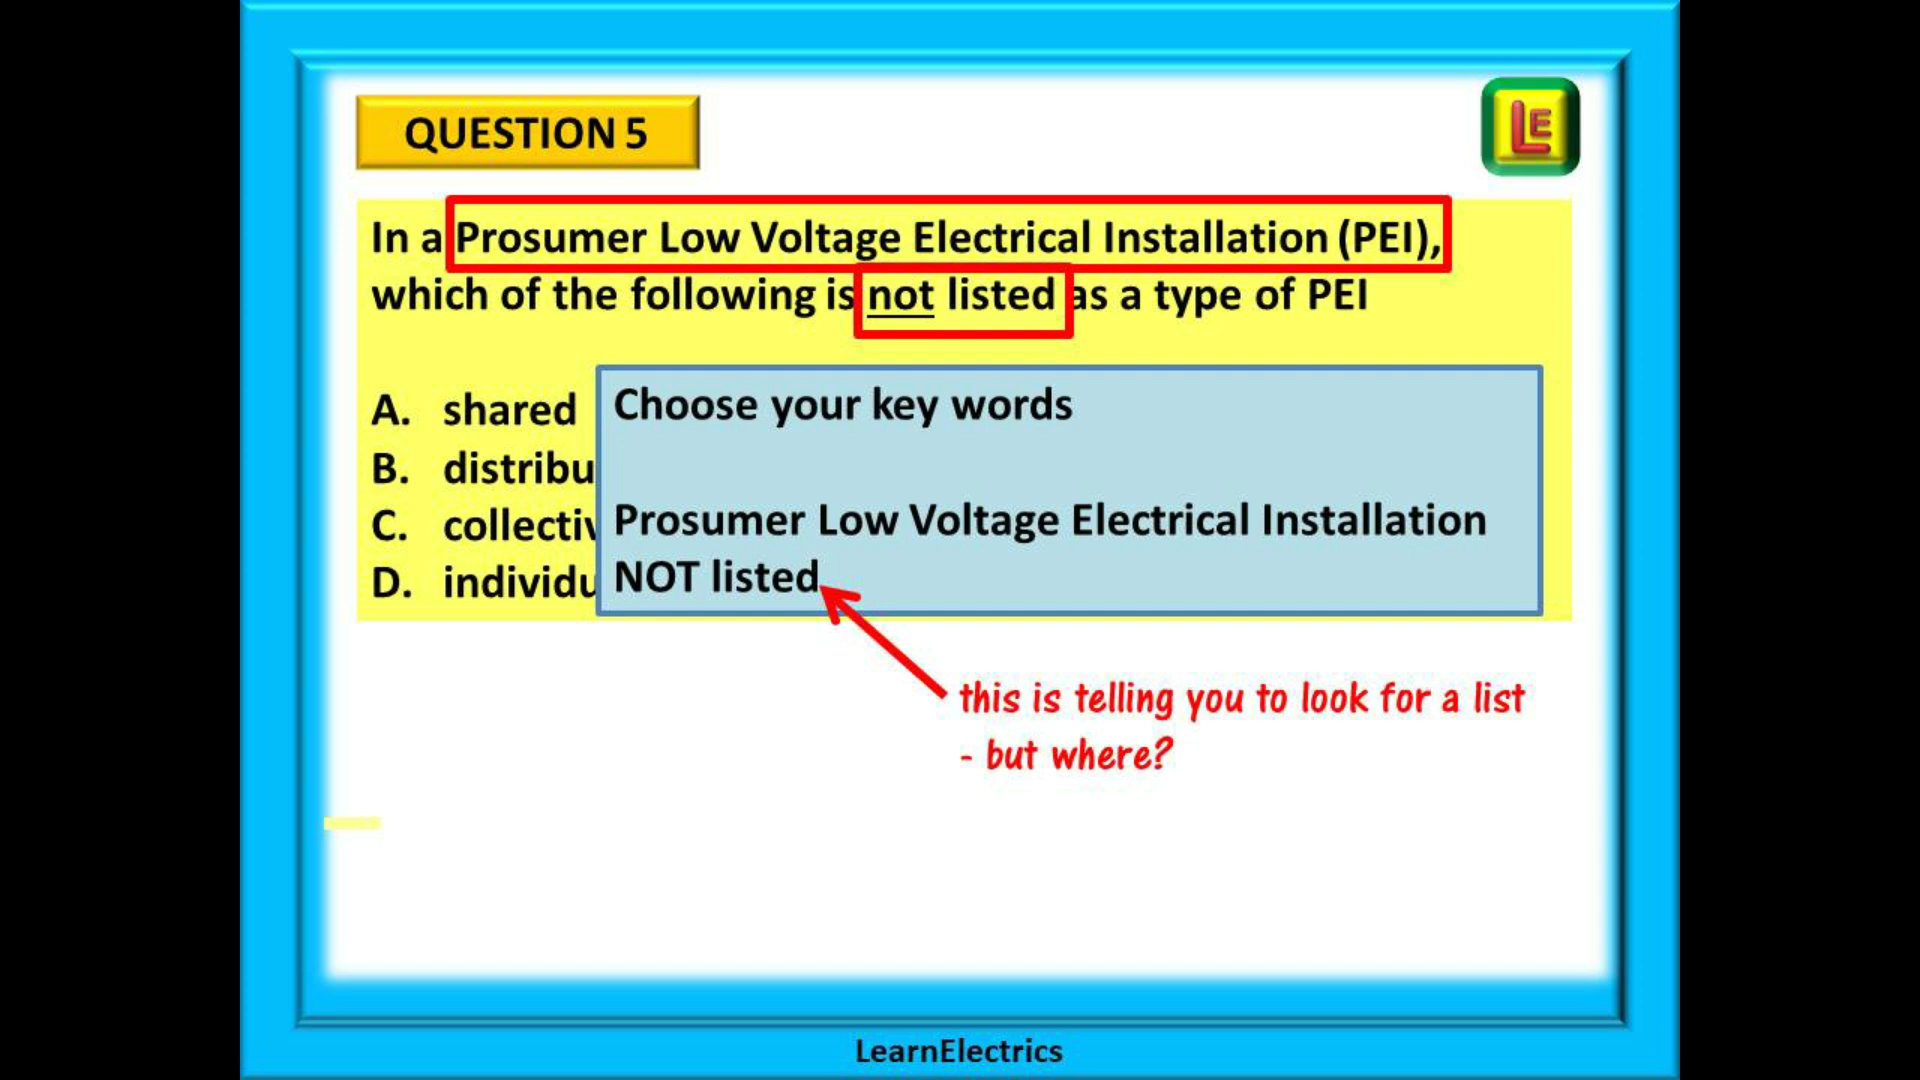 QUESTION 5
LE
In a Prosumer Low Voltage Electrical Installation (PEI),
which of the following is not listed as a type of PEI
A. shared
B. distribu
C. collectiv
D. individu
Choose your key words
Prosumer Low Voltage Electrical Installation
NOT listed
this is telling you to look for a list
- but where?
LearnElectrics